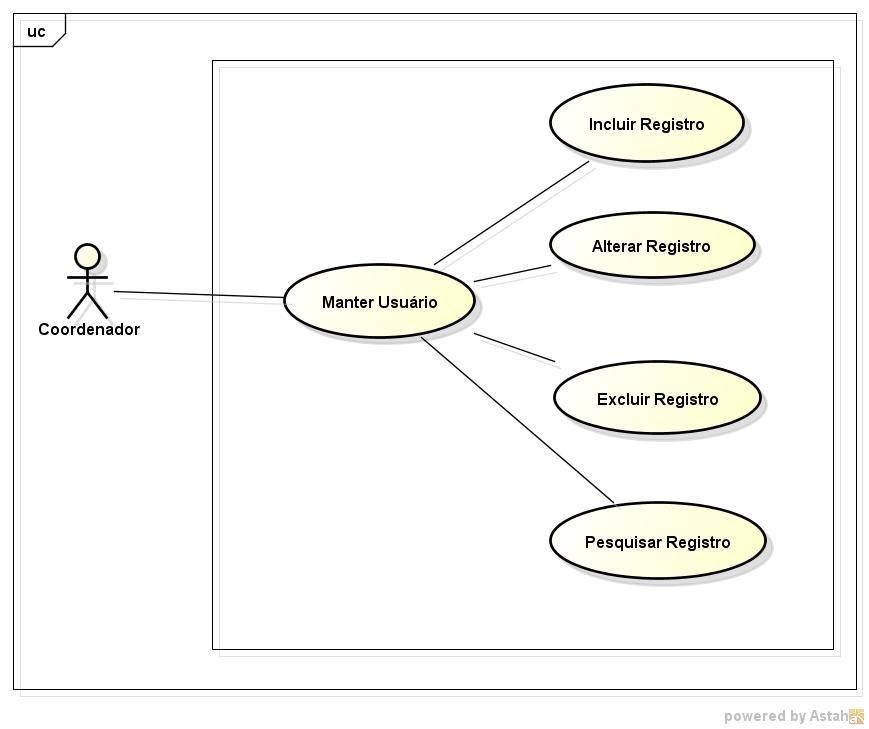 uc
Incluir Registro
Alterar Registro
Manter Usuário
Coordenador
Excluir Registro
Pesquisar Registro
powered by Astah